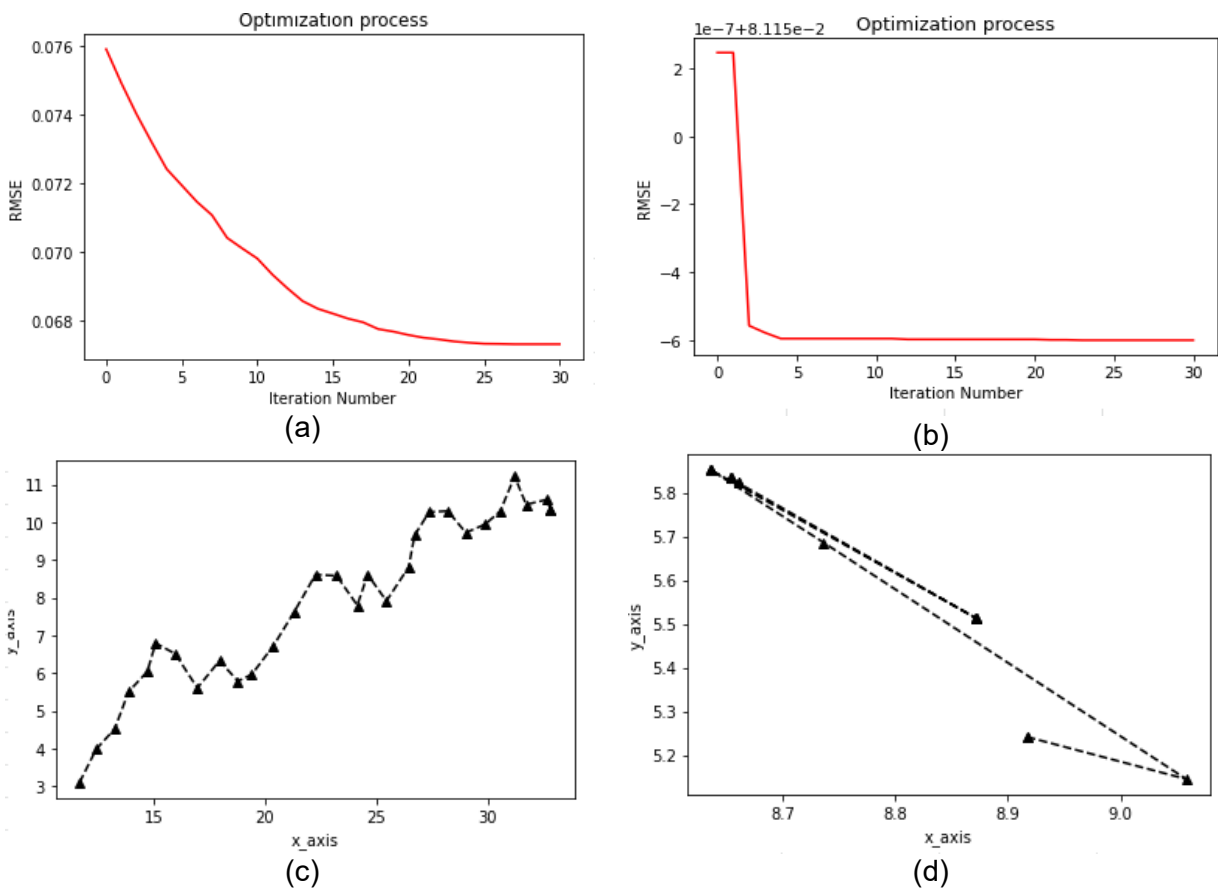 Optimization process
0.076
0.074
0.072
0.070
0.068
RMSE
0 5 10 15 20 25 30
Iteration Number
(a)
1e-7+8.115e-2
Optimization process
2
0
−2
−4
−6
RMSE
0 5 10 15 20 25 30
Iteration Number
(b)
11
10
9
8
7
6
5
4
3
y_axis
15 20 25 30
x_axis
(c)
5.8
5.7
5.6
5.5
5.4
5.3
5.2
y_axis
8.7 8.8 8.9 9.0
x_axis
(d)